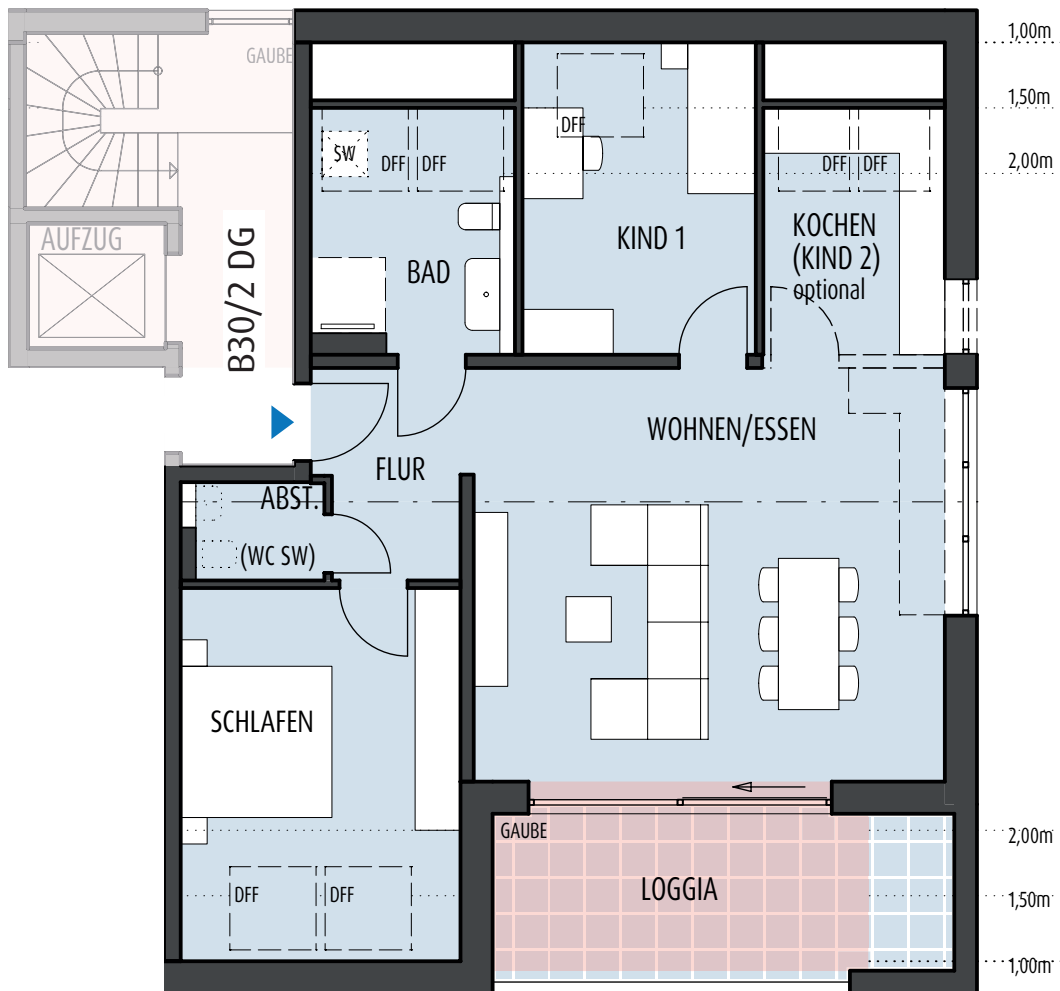 1,00m
GAUBE
1,50m
DFF
SW
DFF
DFF
DFF
DFF
2,00m
AUFZUG
B30/2 DG
BAD
KIND 1
KOCHEN
(KIND 2)
optional
WOHNEN/ESSEN
FLUR
ABST.
(WC SW)
SCHLAFEN
GAUBE
2,00m
LOGGIA
DFF
DFF
1,50m
1,00m